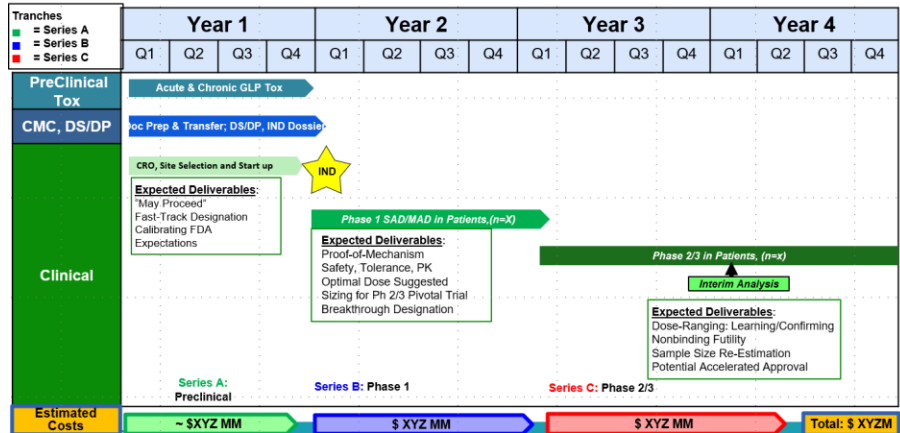 Tranches
= Series A
= Series B
= Series C
Year 1
Year 2
Year 3
Year 4
Q1 Q2 Q3 Q4 Q1 Q2 Q3 Q4 Q1 Q2 Q3 Q4 Q1 Q2 Q3 Q4
PreClinical
Tox
Acute & Chronic GLP Tox
CMC, DS/DP
Doc Prep & Transfer; DS/DP, IND Dossier
Clinical
CRO, Site Selection and Start up
IND
Expected Deliverables:
"May Proceed"
Fast-Track Designation
Calibrating FDA
Expectations
Phase 1 SAD/MAD in Patients,(n=X)
Expected Deliverables:
Proof-of-Mechanism
Safety, Tolerance, PK
Optimal Dose Suggested
Sizing for Ph 2/3 Pivotal Trial
Breakthrough Designation
Phase 2/3 in Patients, (n=x)
Interim Analysis
Expected Deliverables:
Dose-Ranging: Learning/Confirming
Nonbinding Futility
Sample Size Re-Estimation
Potential Accelerated Approval
Series A:
Preclinical
Series B: Phase 1
Series C: Phase 2/3
Estimated
Costs
~ $XYZ MM
$ XYZ MM
$ XYZ MM
Total: $ XYZM